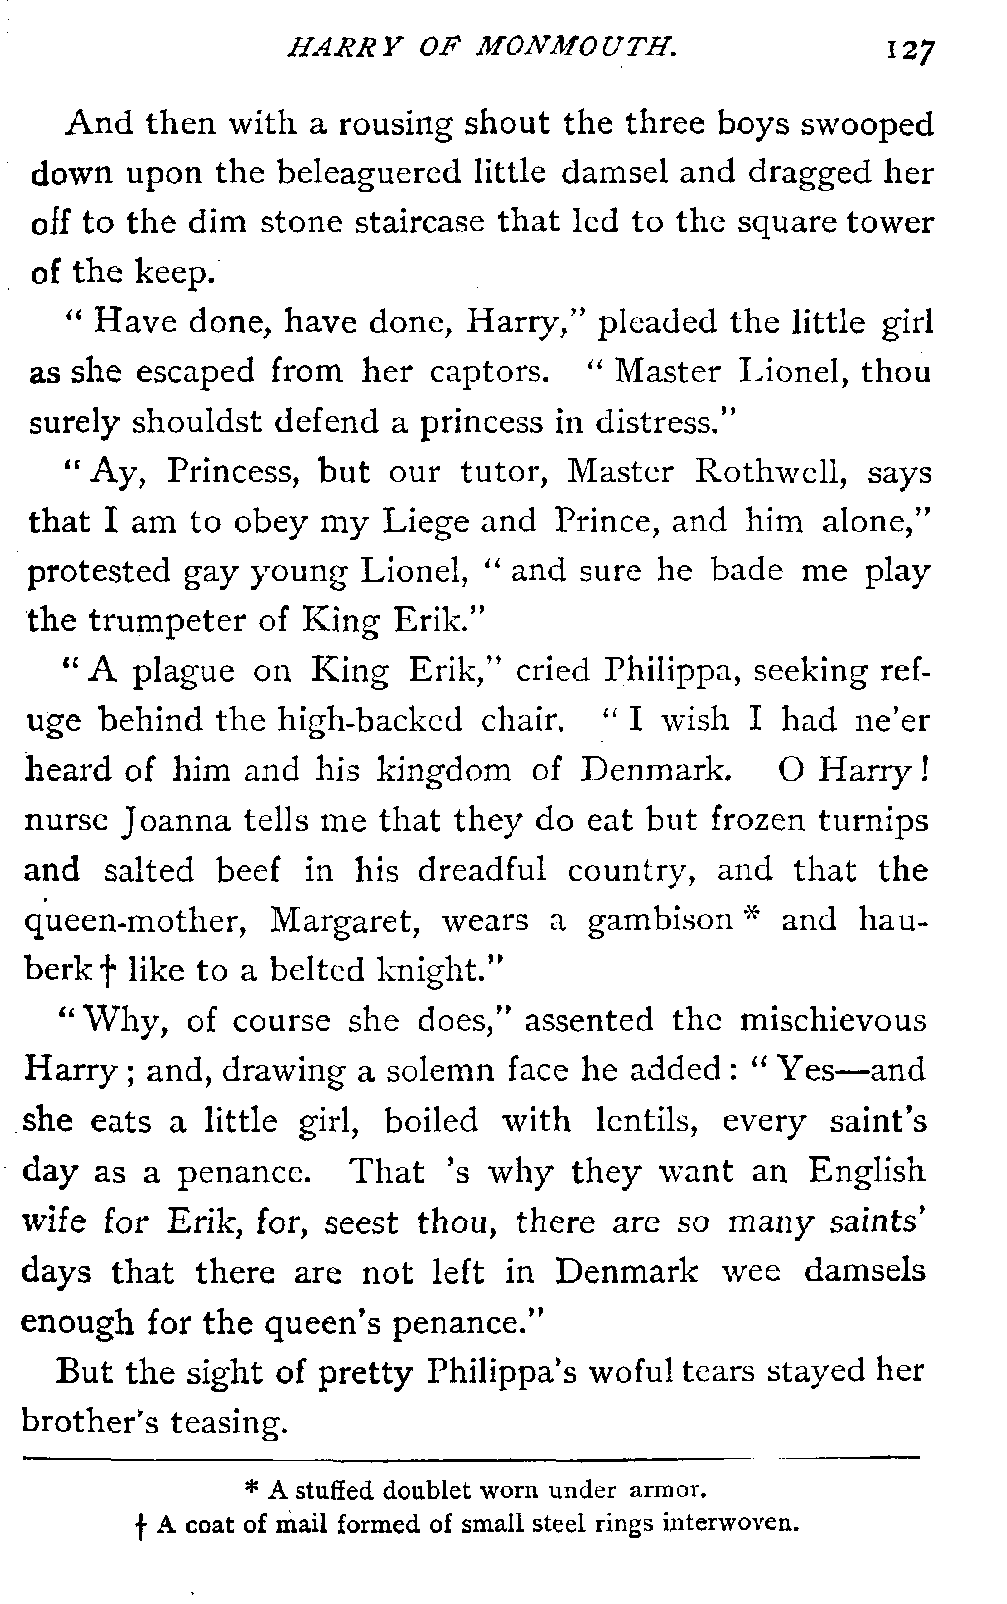 HARRY OF MONMOUTH. 127
And then with a rousing shout the three boys swooped
down upon the beleaguered little damsel and dragged her
off to the dim stone staircase that led to the square tower
of the keep.
" Have done, have done, Harry," pleaded the little girl
as she escaped from her captors. " Master Lionel, thou
surely shouldst defend a princess in distress."
" Ay, Princess, but our tutor, Master Rothwell, says
that I am to obey my Liege and Prince, and him alone,"
protested gay young Lionel, " and sure he bade me play
the trumpeter of King Erik."
" A plague on King Erik," cried Philippa, seeking ref-
uge behind the high-backed chair. " I wish I had ne'er
heard of him and his kingdom of Denmark. O Harry !
nurse Joanna tells me that they do eat but frozen turnips
and salted beef in his dreadful country, and that the
queen-mother, Margaret, wears a gambison * and hau-
berk † like to a belted knight."
" Why, of course she does," assented the mischievous
Harry ; and, drawing a solemn face he added : " Yes—and
she eats a little girl, boiled with lentils, every saint's
day as a penance. That 's why they want an English
wife for Erik, for, seest thou, there are so many saints'
days that there are not left in Denmark wee damsels
enough for the queen's penance."
But the sight of pretty Philippa's woful tears stayed her
brother's teasing.
* A stuffed doublet worn under armor.
† A coat of mail formed of small steel rings interwoven.